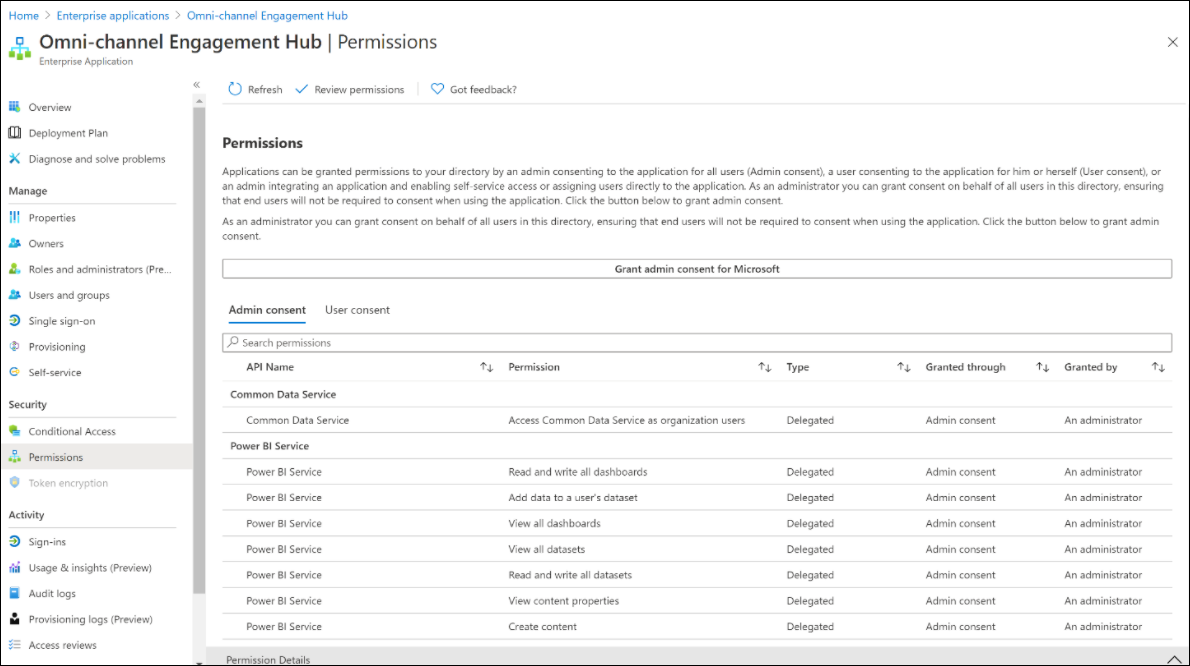 Home > Enterprise applications > Omni-channel Engagement Hub
Omni-channel Engagement Hub | Permissions
Enterprise Application
Overview
Deployment Plan
Diagnose and solve problems
Manage
Properties
Owners
Roles and administrators (Pre...
Users and groups
Single sign-on
Provisioning
Self-service
Security
Conditional Access
Permissions
Token encryption
Activity
Sign-ins
Usage & insights (Preview)
Audit logs
Provisioning logs (Preview)
Access reviews
Refresh Review permissions Got feedback?
Permissions
Applications can be granted permissions to your directory by an admin consenting to the application for all users (Admin consent), a user consenting to the application for him or herself (User consent), or
an admin integrating an application and enabling self-service access or assigning users directly to the application. As an administrator you can grant consent on behalf of all users in this directory, ensuring
that end users will not be required to consent when using the application. Click the button below to grant admin consent.
As an administrator you can grant consent on behalf of all users in this directory, ensuring that end users will not be required to consent when using the application. Click the button below to grant admin
consent.
Grant admin consent for Microsoft
Admin consent User consent
Search permissions
API Name Permission Type Granted through Granted by
Common Data Service
Common Data Service Access Common Data Service as organization users Delegated Admin consent An administrator
Power BI Service
Power BI Service Read and write all dashboards Delegated Admin consent An administrator
Power BI Service Add data to a user's dataset Delegated Admin consent An administrator
Power BI Service View all dashboards Delegated Admin consent An administrator
Power BI Service View all datasets Delegated Admin consent An administrator
Power BI Service Read and write all datasets Delegated Admin consent An administrator
Power BI Service View content properties Delegated Admin consent An administrator
Power BI Service Create content Delegated Admin consent An administrator
Permission Details